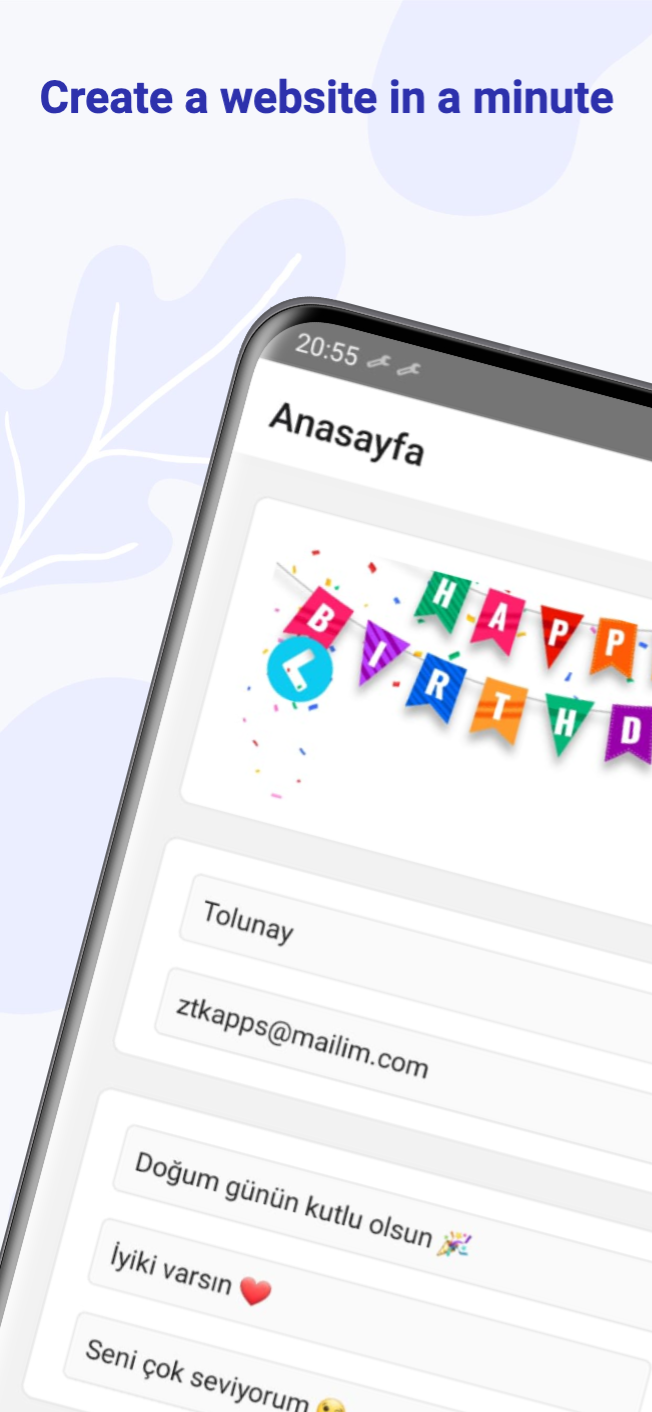 Create a website in a minute
20:55
Anasayfa
HAPP
BIRTHD
Tolunay
ztkapps@mailim.com
Doğum günün kutlu olsun 🎉
İyiki varsın ❤️
Seni çok seviyorum 😘